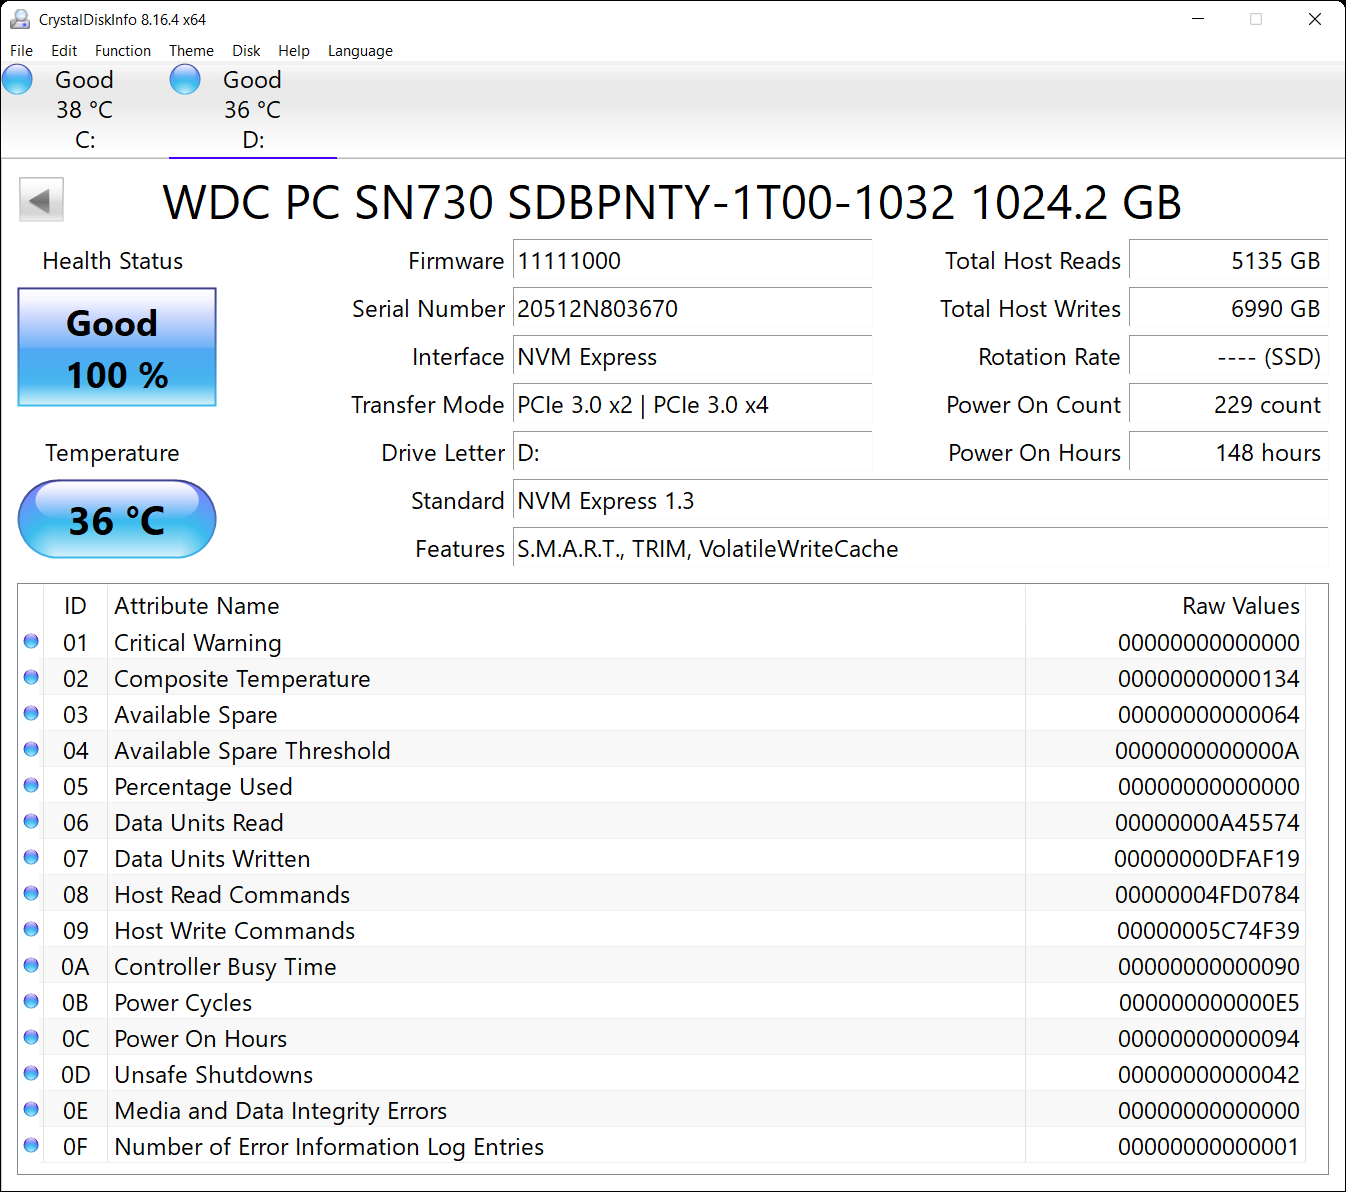 CrystalDiskInfo 8.16.4 x64
File Edit Function Theme Disk Help Language
Good Good
38 °C 36 °C
C: D:
WDC PC SN730 SDBPNTY-1T00-1032 1024.2 GB
Health Status
Good
100 %
Temperature
36 °C
Firmware 11111000
Serial Number 20512N803670
Interface NVM Express
Transfer Mode PCIe 3.0 x2 | PCIe 3.0 x4
Drive Letter D:
Standard NVM Express 1.3
Features S.M.A.R.T., TRIM, VolatileWriteCache
Total Host Reads 5135 GB
Total Host Writes 6990 GB
Rotation Rate ---- (SSD)
Power On Count 229 count
Power On Hours 148 hours
ID Attribute Name Raw Values
01 Critical Warning 00000000000000
02 Composite Temperature 00000000000134
03 Available Spare 00000000000064
04 Available Spare Threshold 0000000000000A
05 Percentage Used 00000000000000
06 Data Units Read 00000000A45574
07 Data Units Written 00000000DFAF19
08 Host Read Commands 00000004FD0784
09 Host Write Commands 00000005C74F39
0A Controller Busy Time 00000000000090
0B Power Cycles 000000000000E5
0C Power On Hours 00000000000094
0D Unsafe Shutdowns 00000000000042
0E Media and Data Integrity Errors 00000000000000
0F Number of Error Information Log Entries 00000000000001